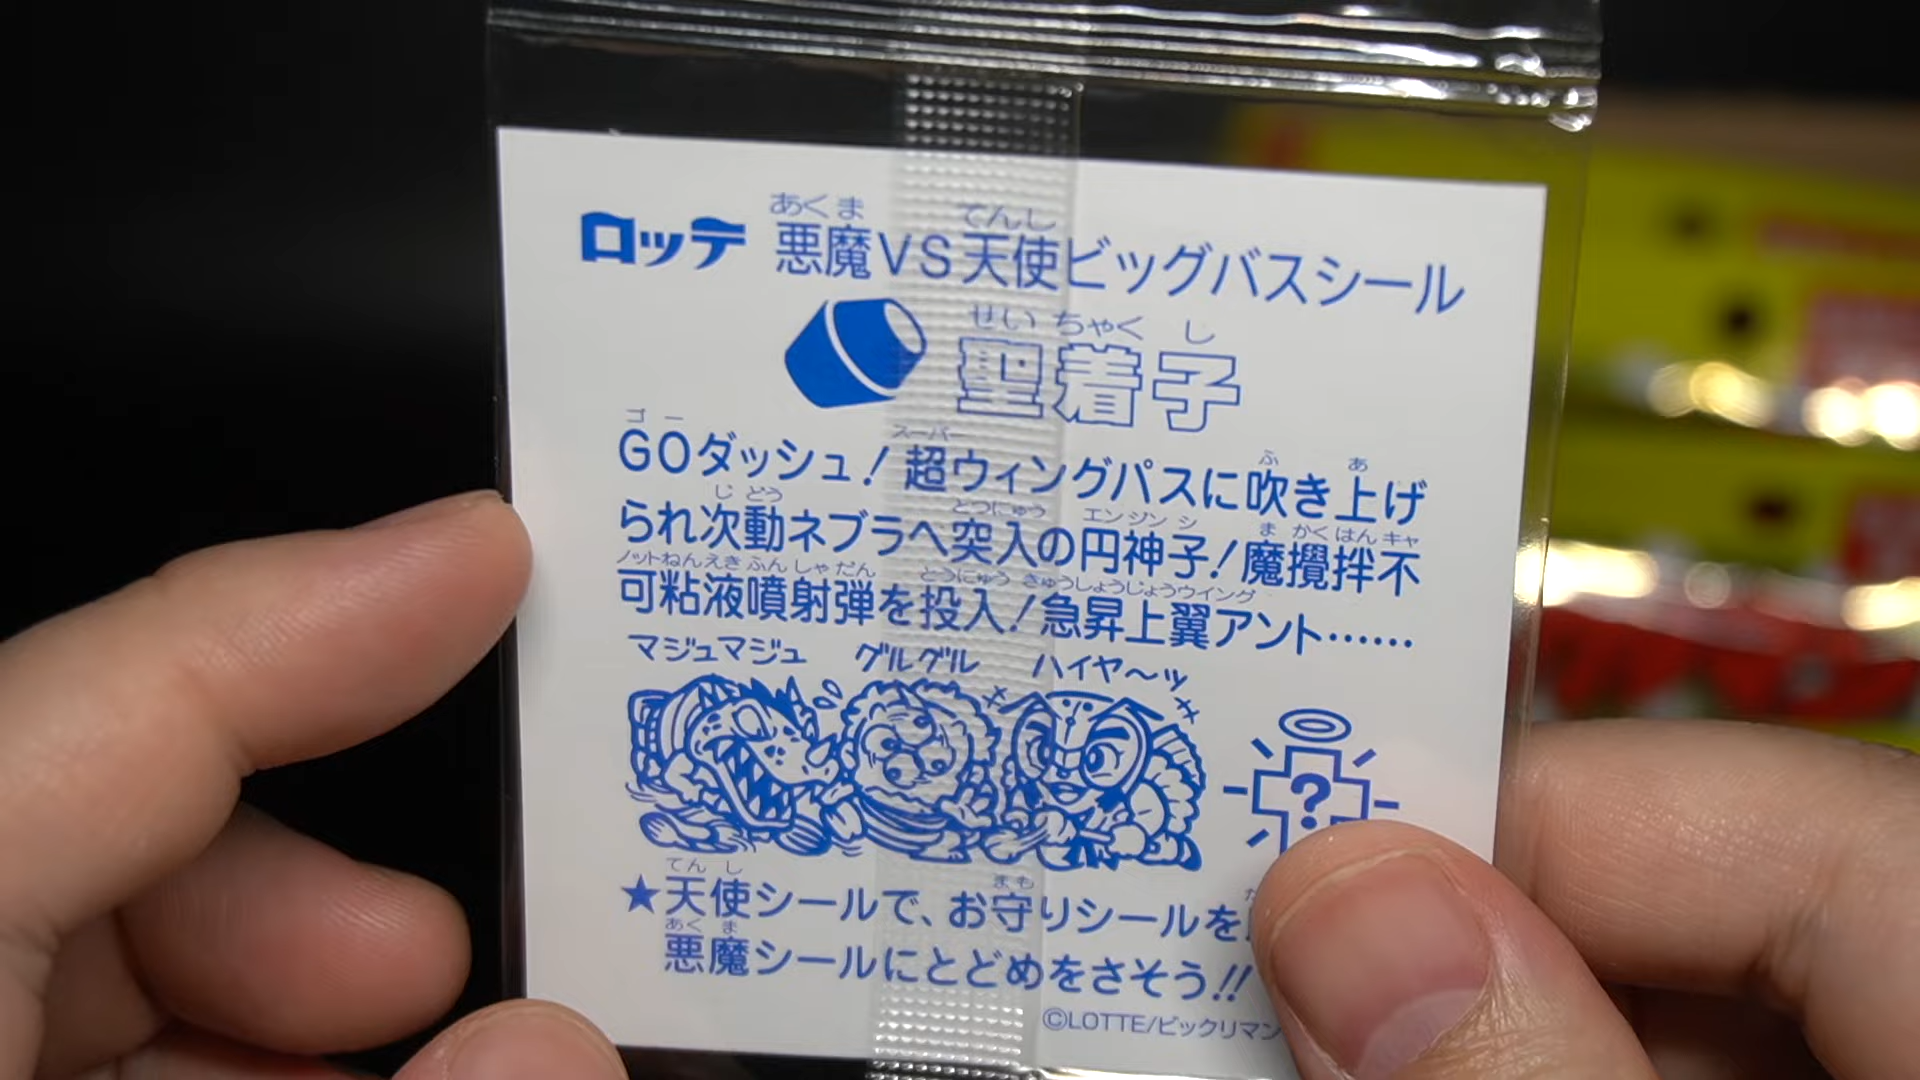 ロッテ 悪魔VS天使ビッグバスシール
あくま てんし
せいちゃくし
聖着子
ゴー スーパー ふ あ
GOダッシュ!超ウィングパスに吹き上げ
じどう とつにゅう エンジンシ まかくはんキャ
られ次動ネブラへ突入の円神子!魔攪拌不
ノットねんえきふんしゃだん とうにゅう きゅうしょうじょうウイング
可粘液噴射弾を投入!急昇上翼アント……
マジュマジュ グルグル ハイヤ〜ッ
?
てんし まも
★天使シールで、お守りシールを
あくま
悪魔シールにとどめをさそう!!
©LOTTE/ビックリマン